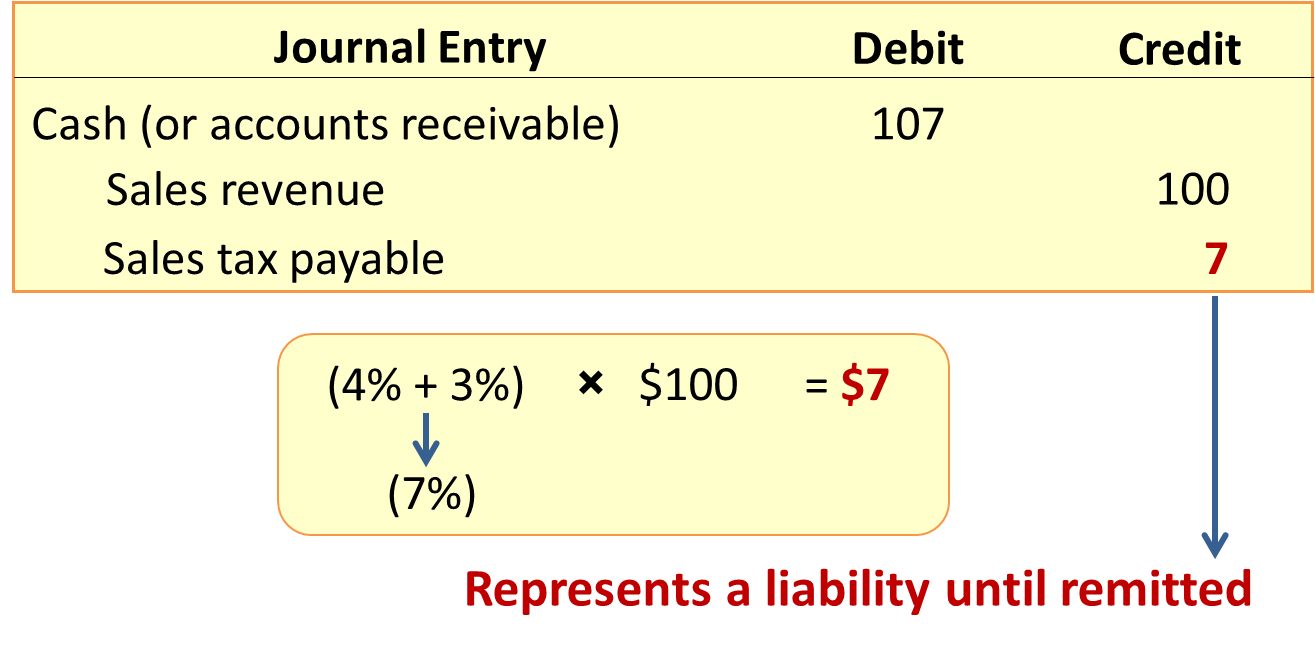 Journal Entry Debit Credit
Cash (or accounts receivable) 107
Sales revenue 100
Sales tax payable 7
(4% + 3%) × $100 = $7
(7%)
Represents a liability until remitted